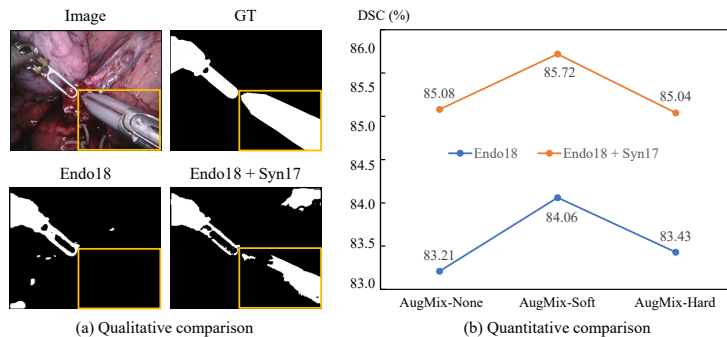 Image
GT
Endo18
Endo18 + Syn17
(a) Qualitative comparison
DSC (%)
86.0
85.5
85.0
84.5
84.0
83.5
83.0
85.08
85.72
85.04
Endo18
Endo18 + Syn17
83.21
84.06
83.43
AugMix-None
AugMix-Soft
AugMix-Hard
(b) Quantitative comparison